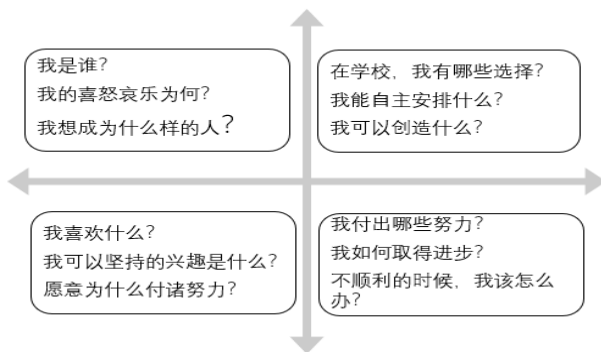 我是谁？
我的喜怒哀乐为何？
我想成为什么样的人？
在学校，我有哪些选择？
我能自主安排什么？
我可以创造什么？
我喜欢什么？
我可以坚持的兴趣是什么？
愿意为什么付诸努力？
我付出哪些努力？
我如何取得进步？
不顺利的时候，我该怎么
办？